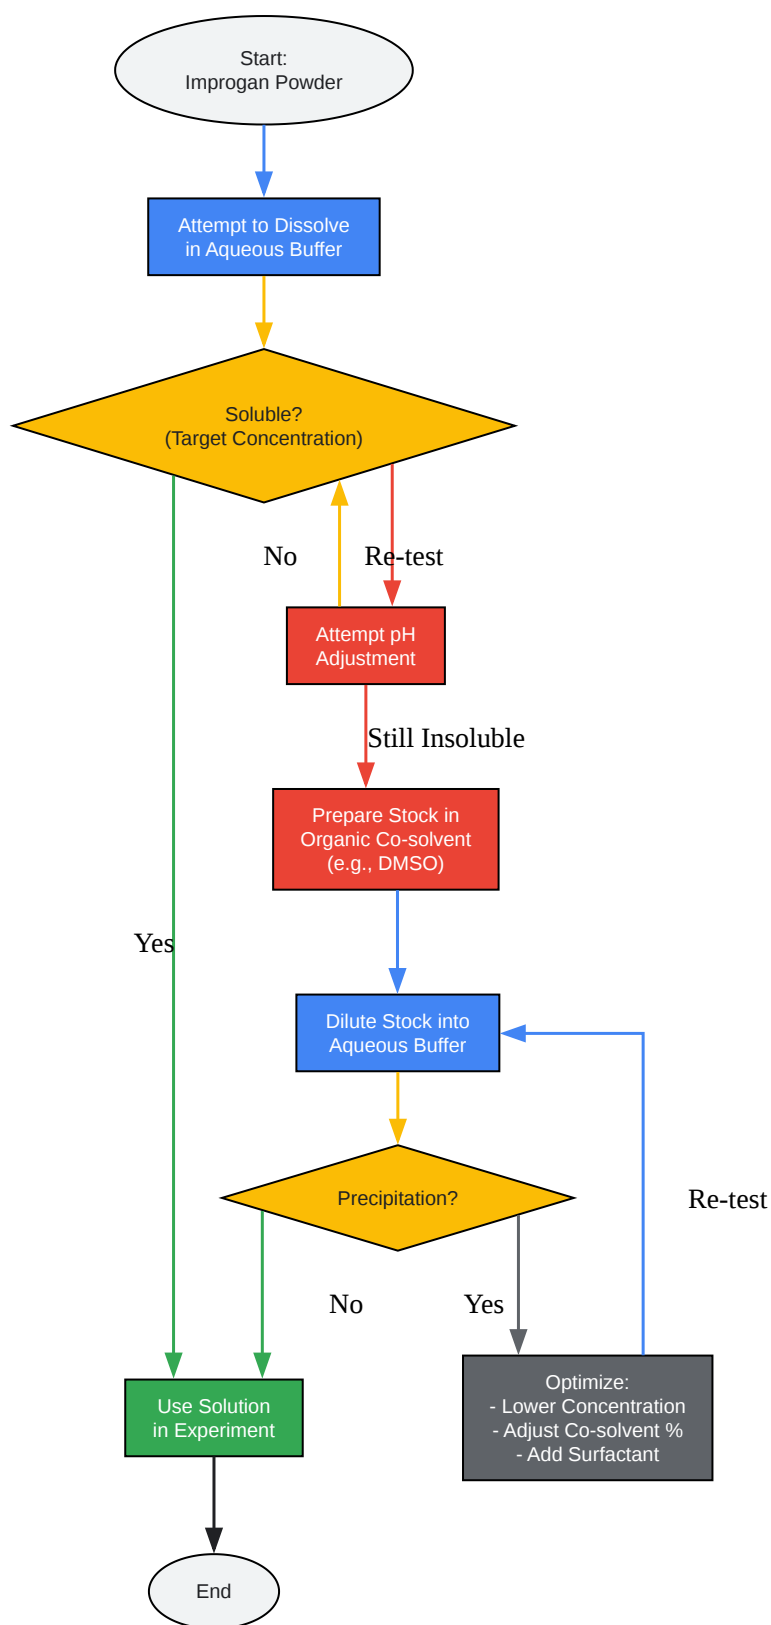 Start:
Improgan Powder
Attempt to Dissolve
in Aqueous Buffer
Soluble?
(Target Concentration)
No
Re-test
Attempt pH
Adjustment
Still Insoluble
Prepare Stock in
Organic Co-solvent
(e.g., DMSO)
Yes
Dilute Stock into
Aqueous Buffer
Precipitation?
Re-test
No
Yes
Optimize:
- Lower Concentration
- Adjust Co-solvent %
- Add Surfactant
Use Solution
in Experiment
End